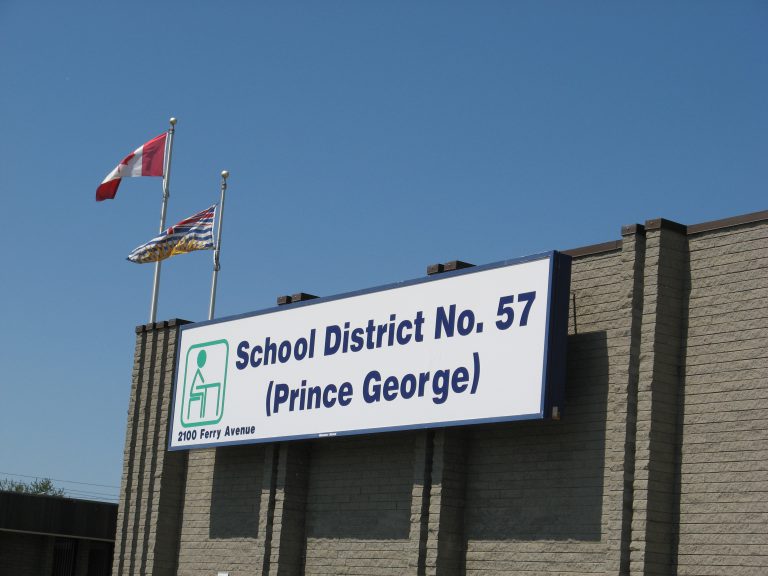 School District No. 57
(Prince George)
2100 Ferry Avenue